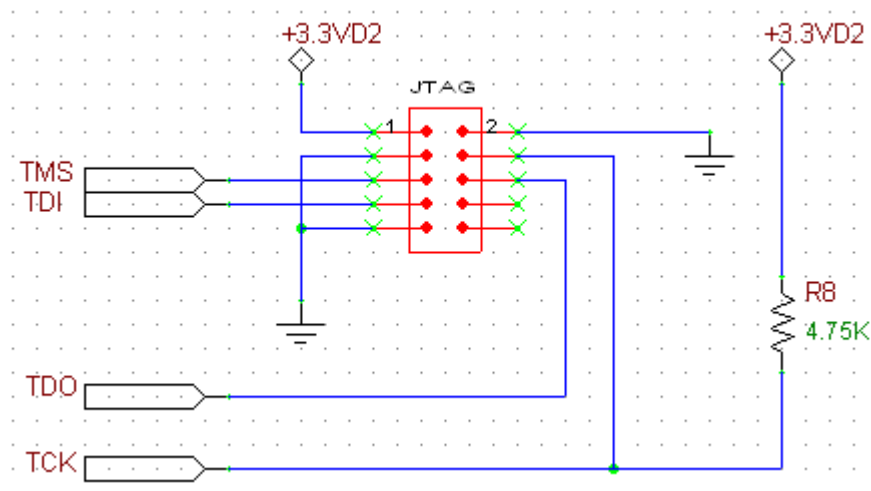 +3.3VD2
+3.3VD2
JTAG
1
2
TMS
TDI
R8
4.75K
TDO
TCK